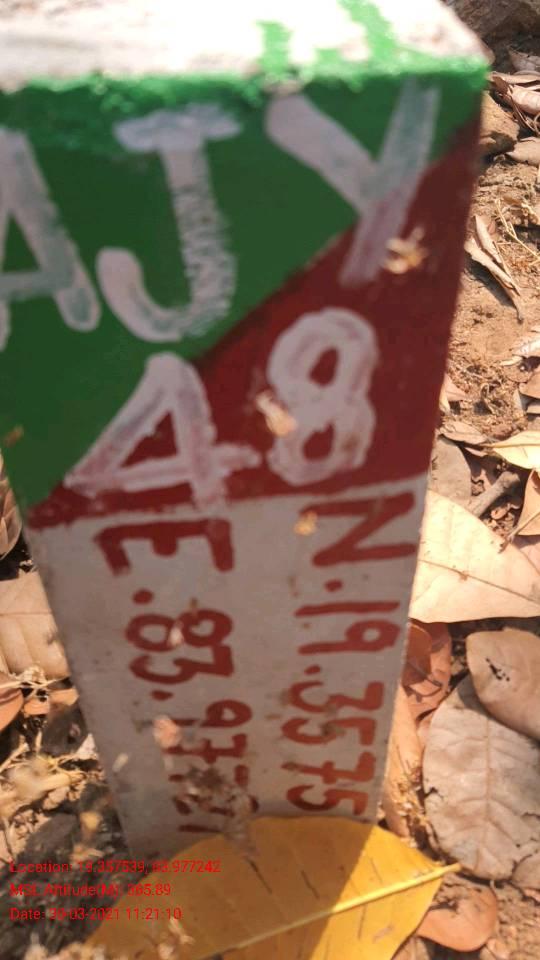 AJY
48
N.19.3575
E.83.9772
Location: 19.357539, 83.977242
MSL Altitude(M): 365.89
Date: 30-03-2021 11:21:10